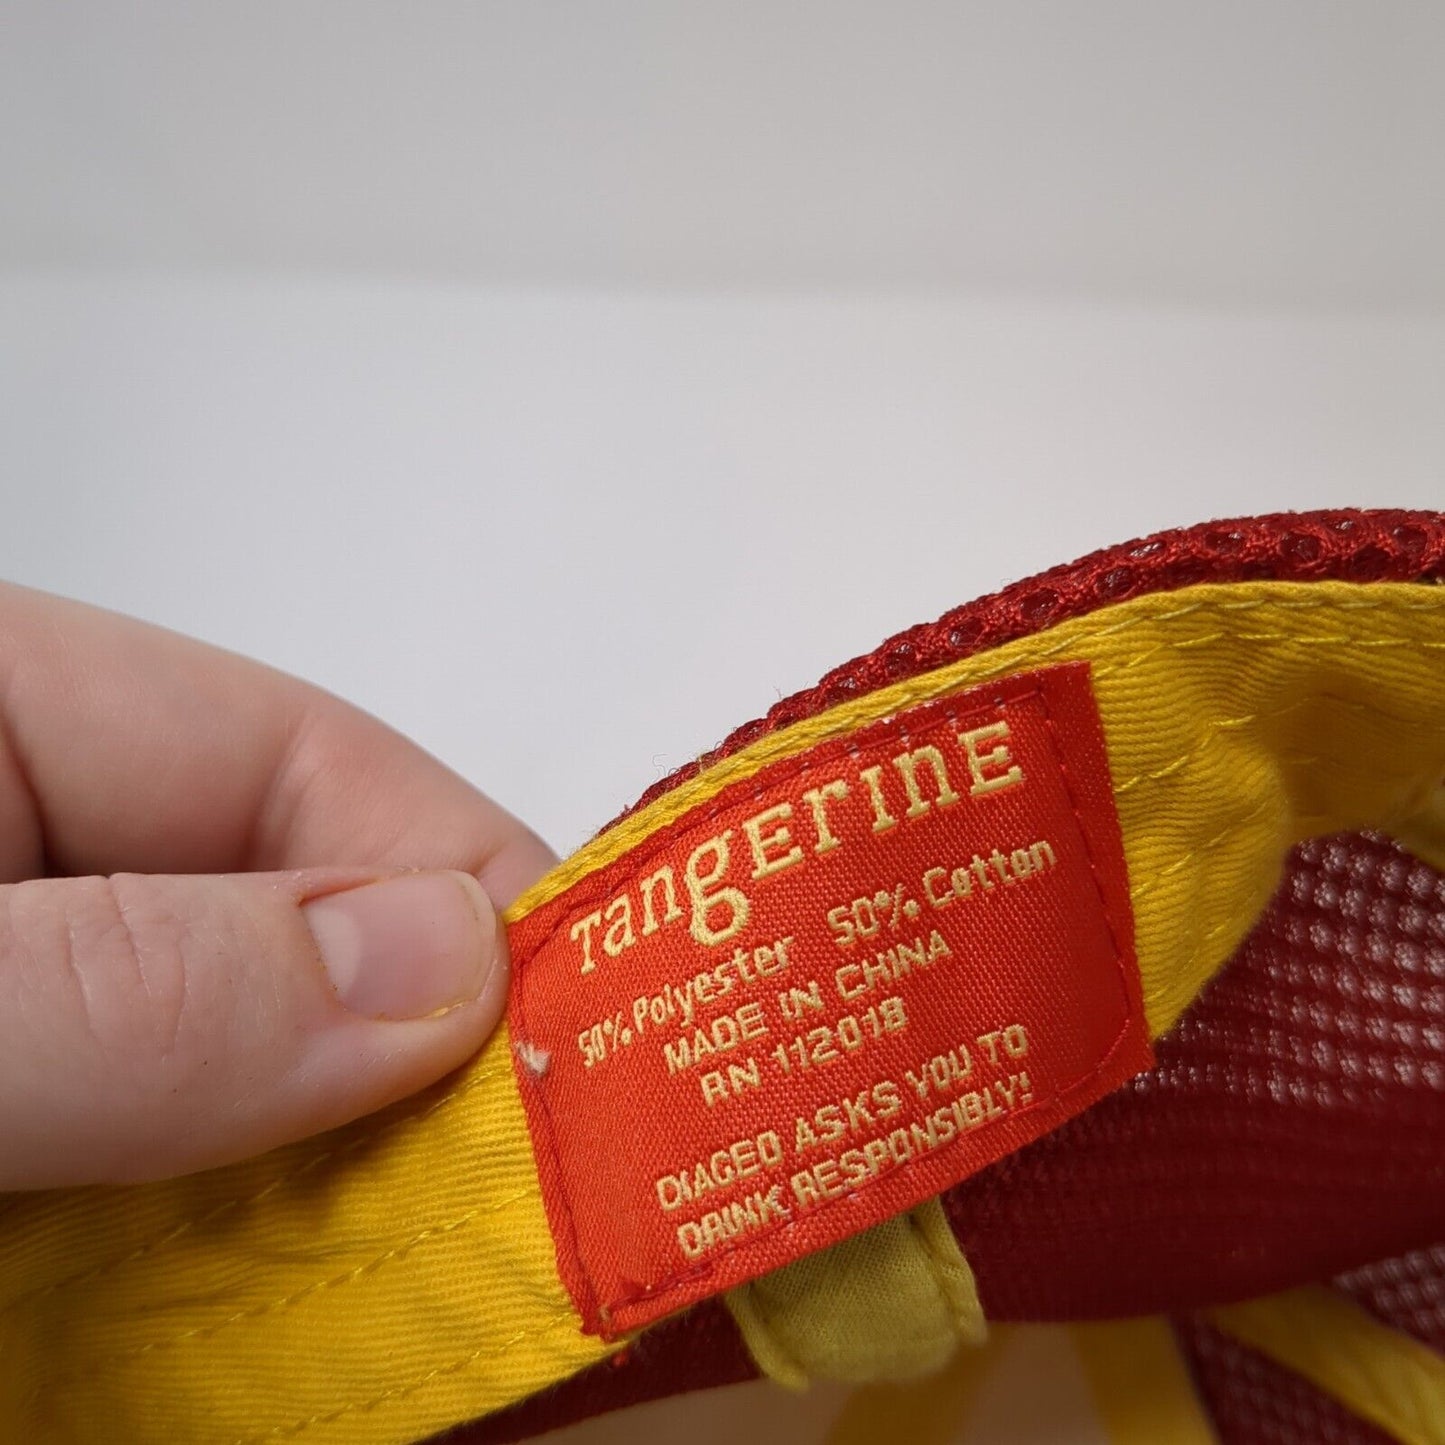 TangErinE
50% Polyester 50% Cotton
MADE IN CHINA
RN 112018
DIAGEO ASKS YOU TO
DRINK RESPONSIBLY!